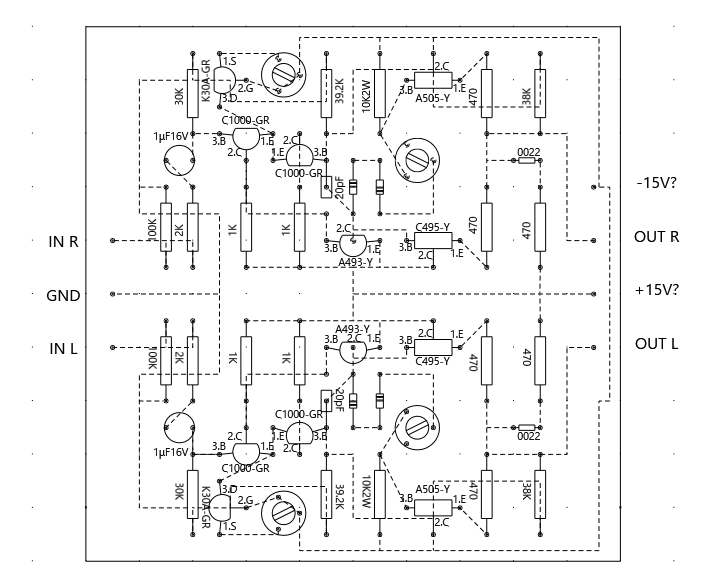 1.S
2.G
3.D
K30A-GR
30K
39.2K
10K2W
2.C
3.B
1.E
A505-Y
470
38K
C1000-GR
3.B
1.E
2.C
2.C
1.E
3.B
C1000-GR
1µF16V
0022
20pF
-15V?
100K
2K
1K
1K
2.C
3.B
1.E
A493-Y
C495-Y
2.C
3.B
1.E
470
470
IN R
OUT R
GND
+15V?
IN L
OUT L
100K
2K
1K
1K
A493-Y
3.B
2.C
1.E
2.C
1.E
3.B
C495-Y
470
470
20pF
C1000-GR
1.E
3.B
2.C
2.C
3.B
1.E
C1000-GR
1µF16V
0022
30K
K30A-GR
3.D
2.G
1.S
39.2K
10K2W
A505-Y
3.B
1.E
2.C
470
38K